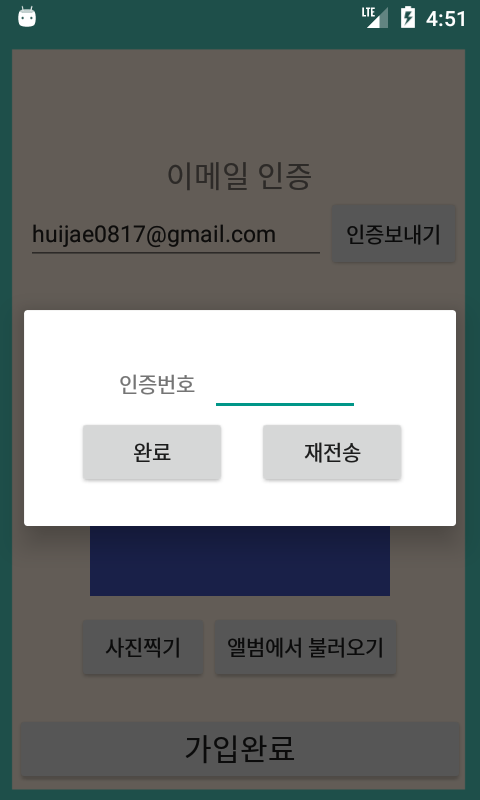 LTE 4:51
이메일 인증
huijae0817@gmail.com 인증보내기
인증번호
완료 재전송
사진찍기 앨범에서 불러오기
가입완료